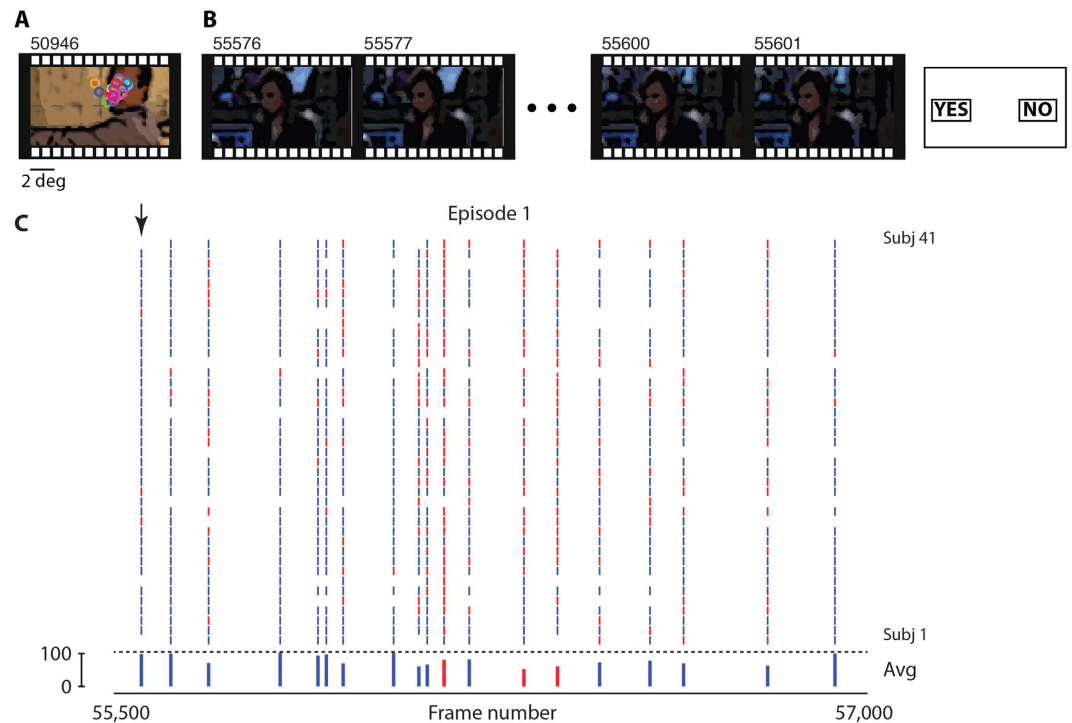 A
B
50946
55576
55577
55600
55601
YES
NO
2 deg
C
Episode 1
Subj 41
Subj 1
100
0
Avg
55,500
Frame number
57,000